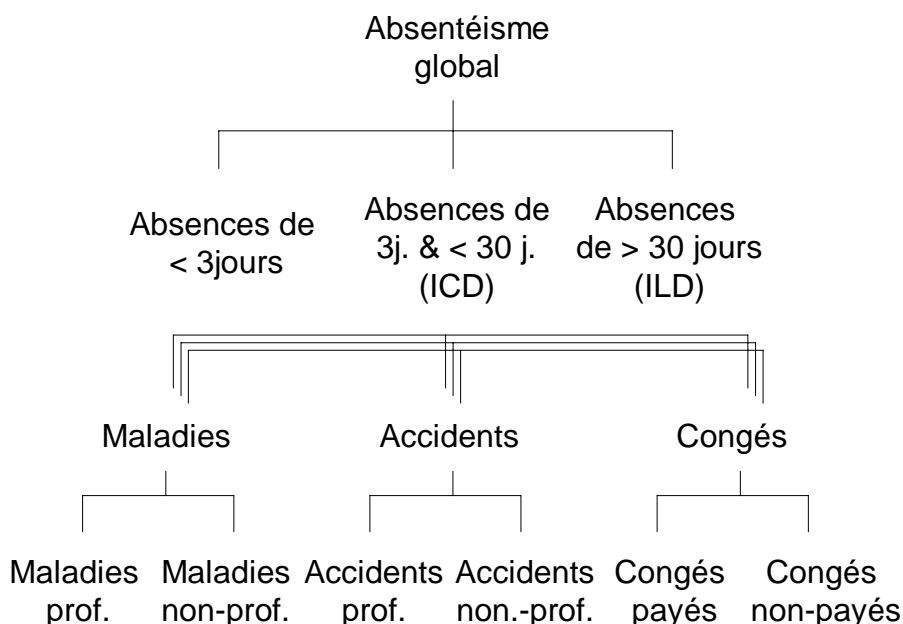 Absentéisme
global
Absences de
< 3jours
Absences de
3j. & < 30 j.
(ICD)
Absences
de > 30 jours
(ILD)
Maladies
Accidents
Congés
Maladies
prof.
Maladies
non-prof.
Accidents
prof.
Accidents
non.-prof.
Congés
payés
Congés
non-payés